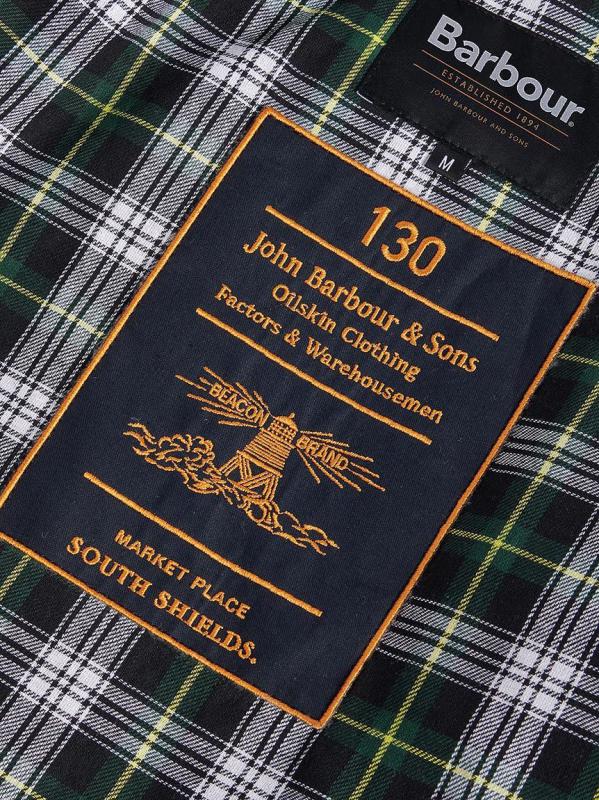 Barbour
ESTABLISHED 1894
JOHN BARBOUR AND SONS
M
130
John Barbour & Sons
Oilskin Clothing
Factors & Warehousemen
BEACON BRAND
MARKET PLACE
SOUTH SHIELDS.